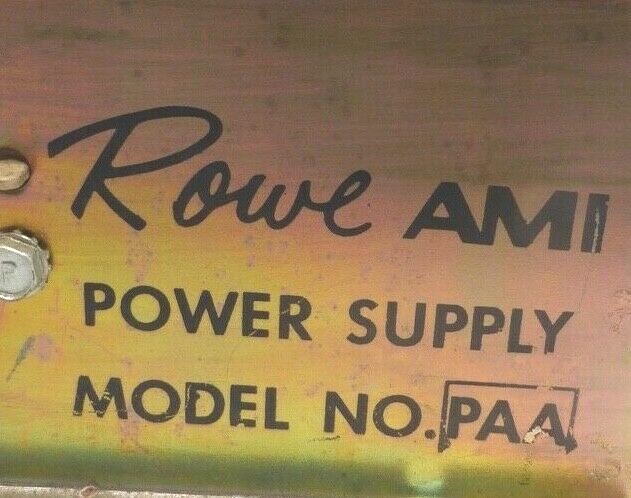 Rowe AMI
POWER SUPPLY
MODEL NO. PAA